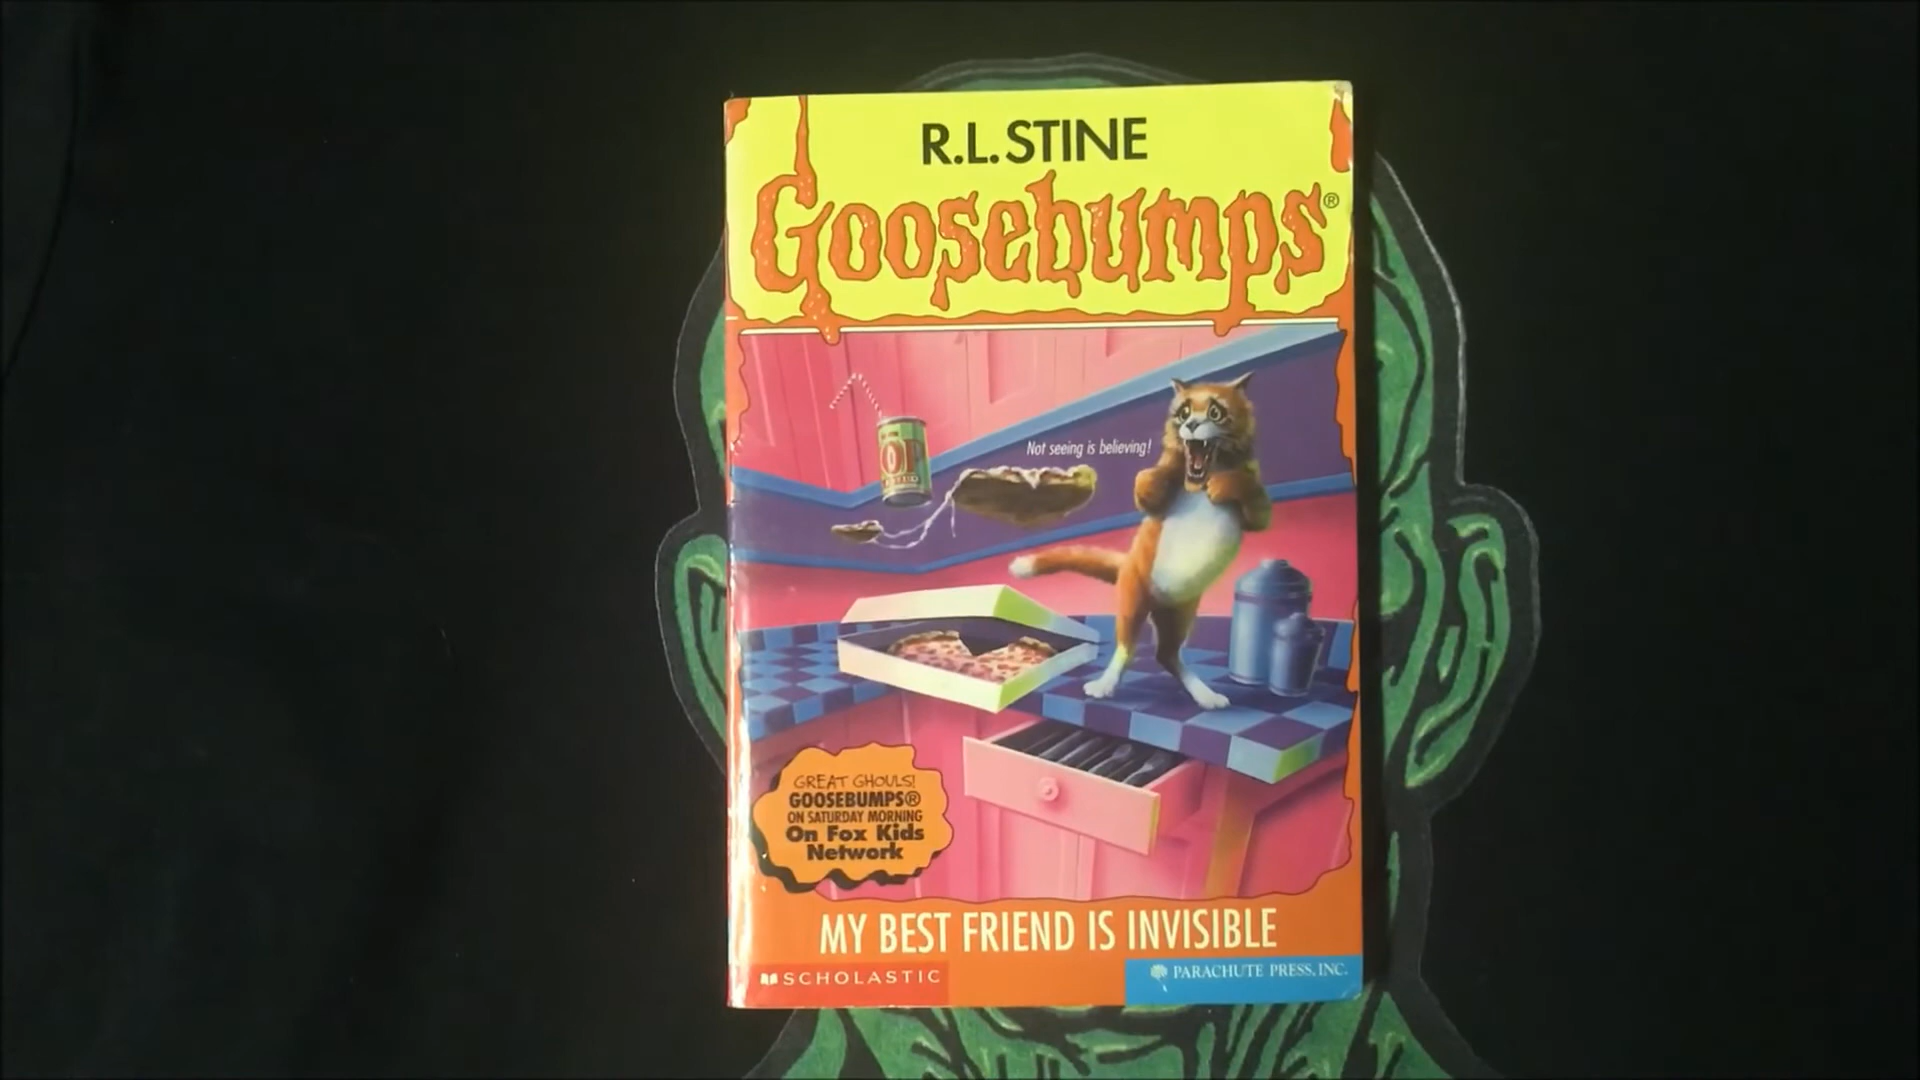 R.L. STINE
Goosebumps®
Not seeing is believing!
GREAT GHOULS!
GOOSEBUMPS®
ON SATURDAY MORNING
On Fox Kids
Network
MY BEST FRIEND IS INVISIBLE
SCHOLASTIC
PARACHUTE PRESS, INC.